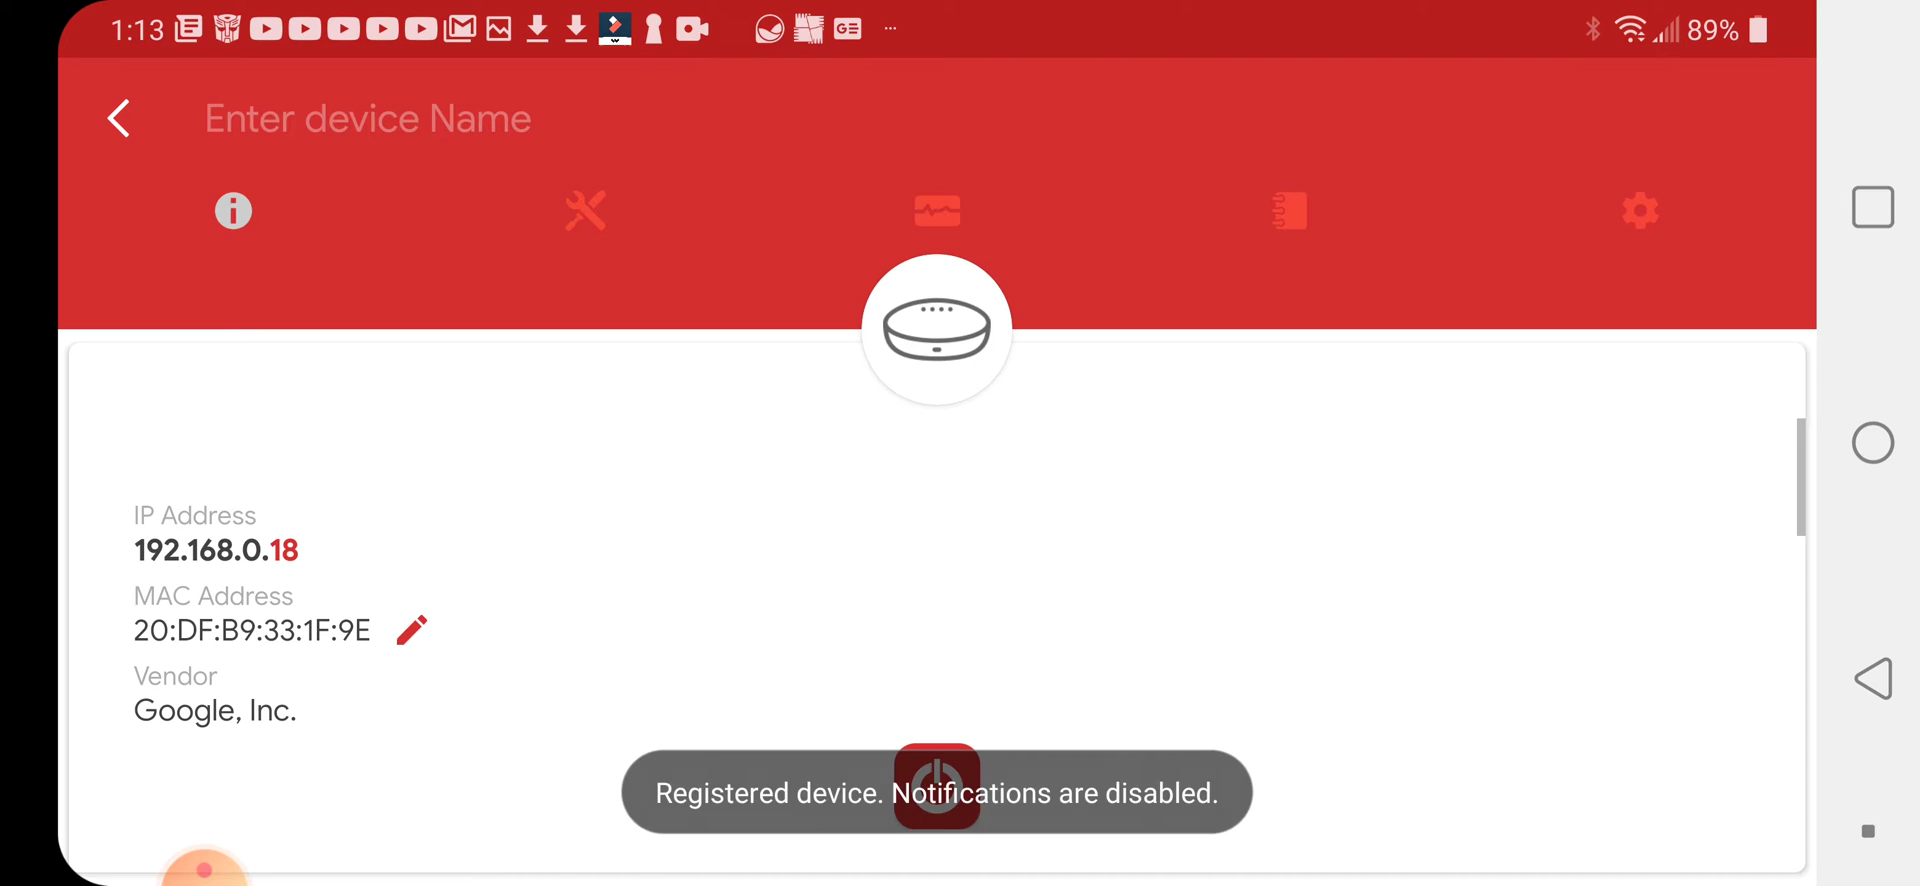 1:13
GE
89%
Enter device Name
IP Address
192.168.0.18
MAC Address
20:DF:B9:33:1F:9E
Vendor
Google, Inc.
Registered device. Notifications are disabled.